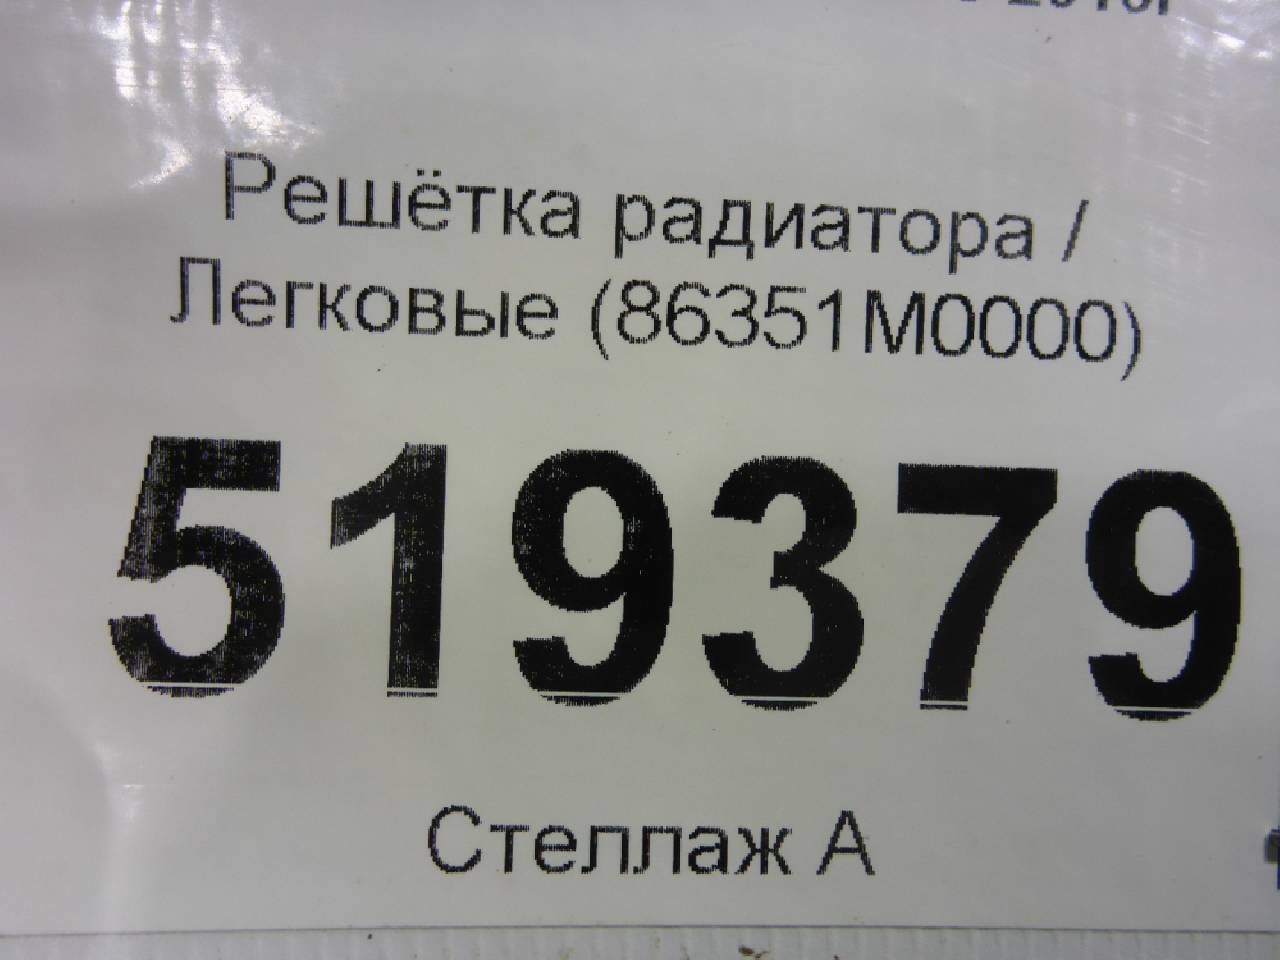 Решётка радиатора /
Легковые (86351M0000)
519379
Стеллаж А